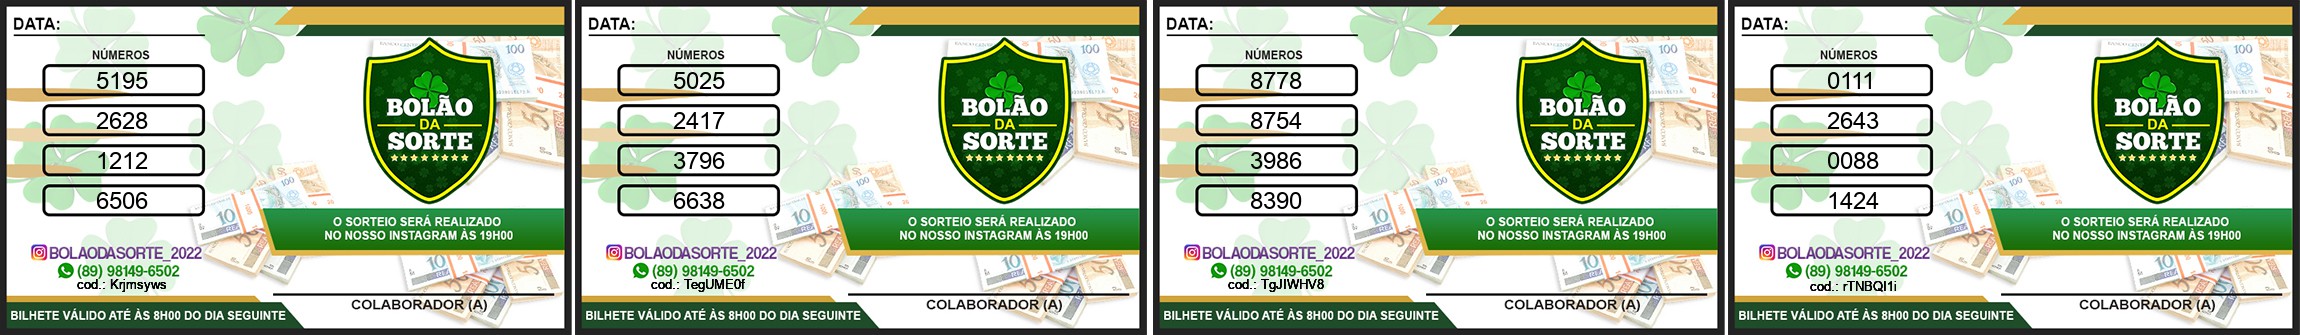 DATA:
NÚMEROS
5195
2628
1212
6506
BOLÃO
DA
SORTE
O SORTEIO SERÁ REALIZADO
NO NOSSO INSTAGRAM ÀS 19H00
BOLAODASORTE_2022
(89) 98149-6502
cod.: Krjmsyws
COLABORADOR (A)
BILHETE VÁLIDO ATÉ ÀS 8H00 DO DIA SEGUINTE
DATA:
NÚMEROS
5025
2417
3796
6638
BOLÃO
DA
SORTE
O SORTEIO SERÁ REALIZADO
NO NOSSO INSTAGRAM ÀS 19H00
BOLAODASORTE_2022
(89) 98149-6502
cod.: TegUME0f
COLABORADOR (A)
BILHETE VÁLIDO ATÉ ÀS 8H00 DO DIA SEGUINTE
DATA:
NÚMEROS
8778
8754
3986
8390
BOLÃO
DA
SORTE
O SORTEIO SERÁ REALIZADO
NO NOSSO INSTAGRAM ÀS 19H00
BOLAODASORTE_2022
(89) 98149-6502
cod.: TgJIWHV8
COLABORADOR (A)
BILHETE VÁLIDO ATÉ ÀS 8H00 DO DIA SEGUINTE
DATA:
NÚMEROS
0111
2643
0088
1424
BOLÃO
DA
SORTE
O SORTEIO SERÁ REALIZADO
NO NOSSO INSTAGRAM ÀS 19H00
BOLAODASORTE_2022
(89) 98149-6502
cod.: rTNBQI1i
COLABORADOR (A)
BILHETE VÁLIDO ATÉ ÀS 8H00 DO DIA SEGUINTE